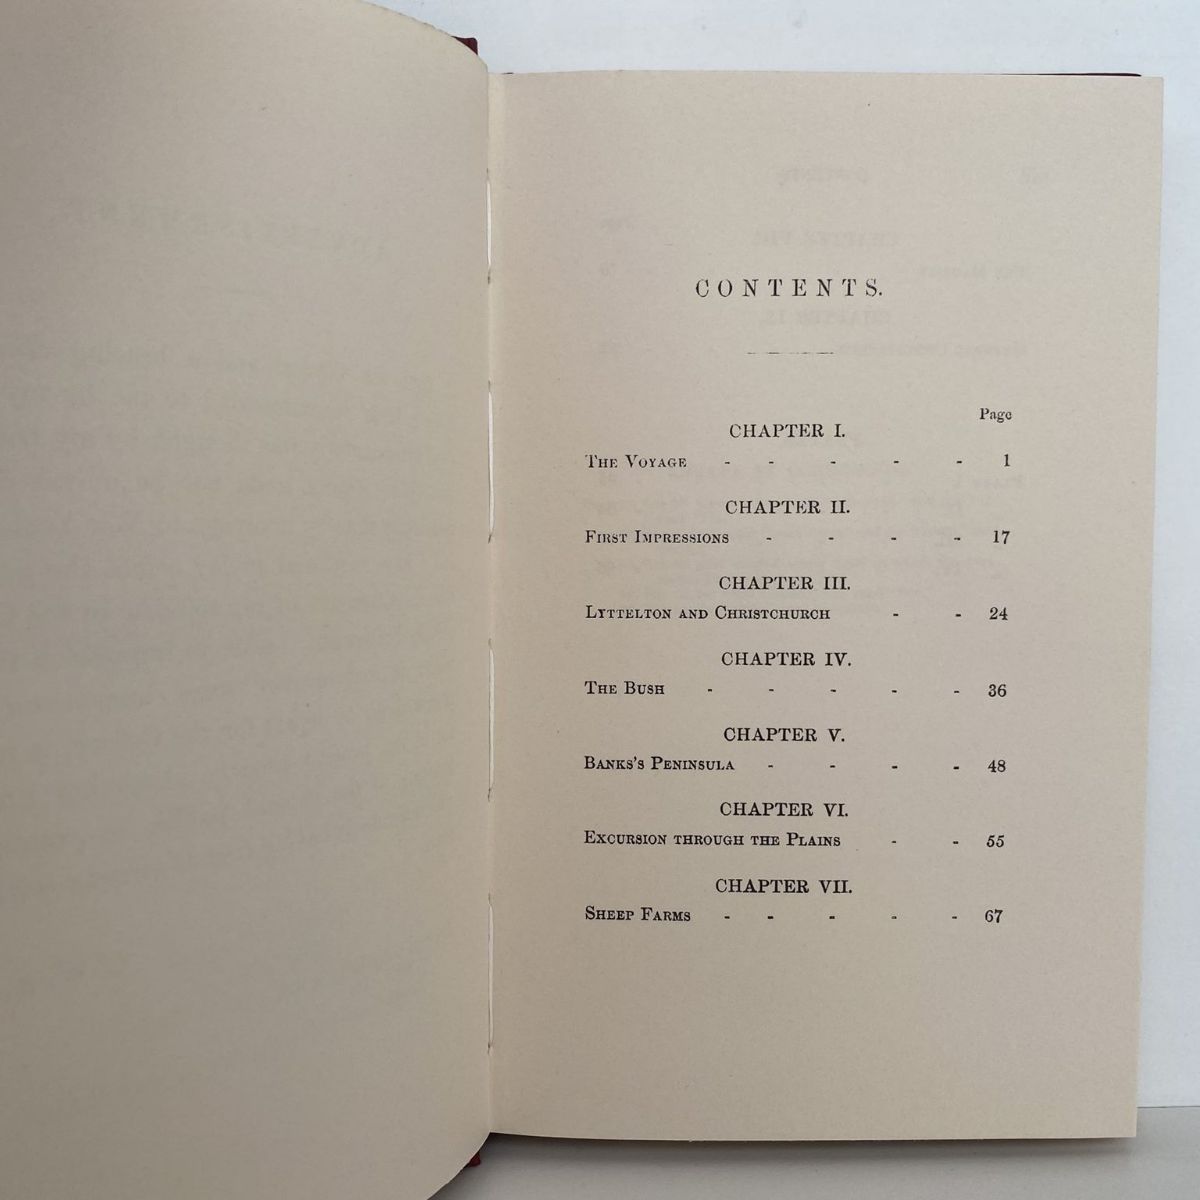 CONTENTS.
Page
CHAPTER I.
The Voyage - - - - - 1
CHAPTER II.
First Impressions - - - - 17
CHAPTER III.
Lyttelton and Christchurch - - 24
CHAPTER IV.
The Bush - - - - - 36
CHAPTER V.
Banks's Peninsula - - - - 48
CHAPTER VI.
Excursion through the Plains - - 55
CHAPTER VII.
Sheep Farms - - - - - 67